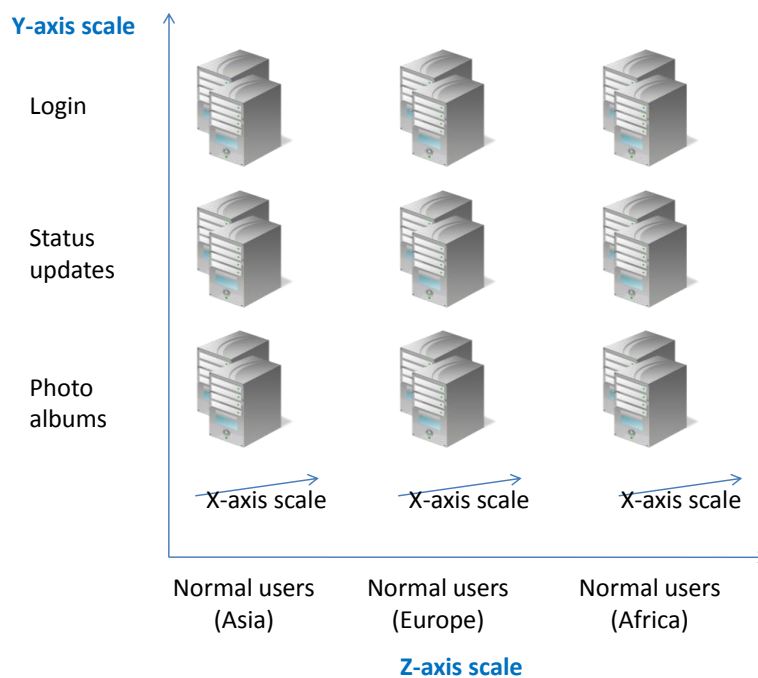 Y-axis scale
Login
Status
updates
Photo
albums
X-axis scale
X-axis scale
X-axis scale
Normal users
(Asia)
Normal users
(Europe)
Normal users
(Africa)
Z-axis scale